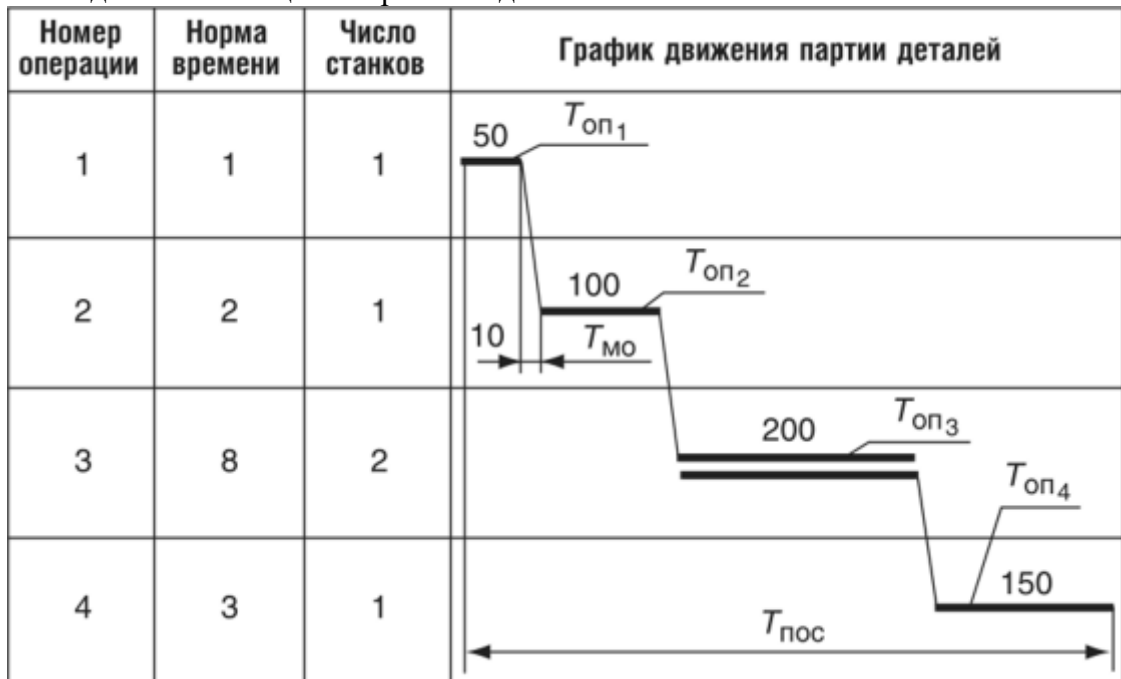 Номер операции
Норма времени
Число станков
График движения партии деталей
1
1
1
50
Tоп1
2
2
1
100
Tоп2
10
Tмо
3
8
2
200
Tоп3
Tоп4
4
3
1
150
Tпос